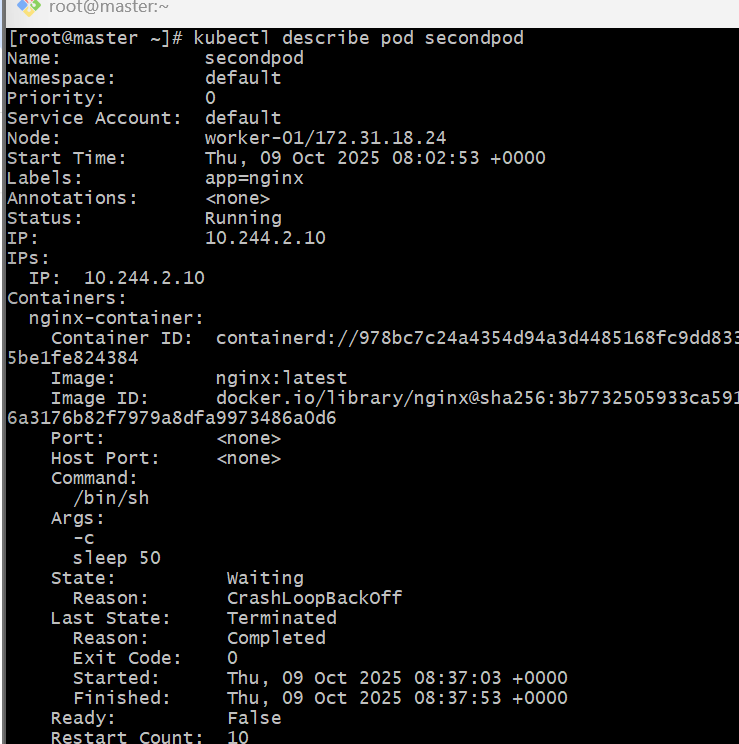 root@master:~
[root@master ~]# kubectl describe pod secondpod
Name:             secondpod
Namespace:        default
Priority:         0
Service Account:  default
Node:             worker-01/172.31.18.24
Start Time:       Thu, 09 Oct 2025 08:02:53 +0000
Labels:           app=nginx
Annotations:      <none>
Status:           Running
IP:               10.244.2.10
IPs:
  IP:  10.244.2.10
Containers:
  nginx-container:
    Container ID:  containerd://978bc7c24a4354d94a3d4485168fc9dd833
5be1fe824384
    Image:         nginx:latest
    Image ID:      docker.io/library/nginx@sha256:3b7732505933ca591
6a3176b82f7979a8dfa9973486a0d6
    Port:          <none>
    Host Port:     <none>
    Command:
      /bin/sh
    Args:
      -c
      sleep 50
    State:          Waiting
      Reason:       CrashLoopBackOff
    Last State:     Terminated
      Reason:       Completed
      Exit Code:    0
      Started:      Thu, 09 Oct 2025 08:37:03 +0000
      Finished:     Thu, 09 Oct 2025 08:37:53 +0000
    Ready:          False
    Restart Count:  10